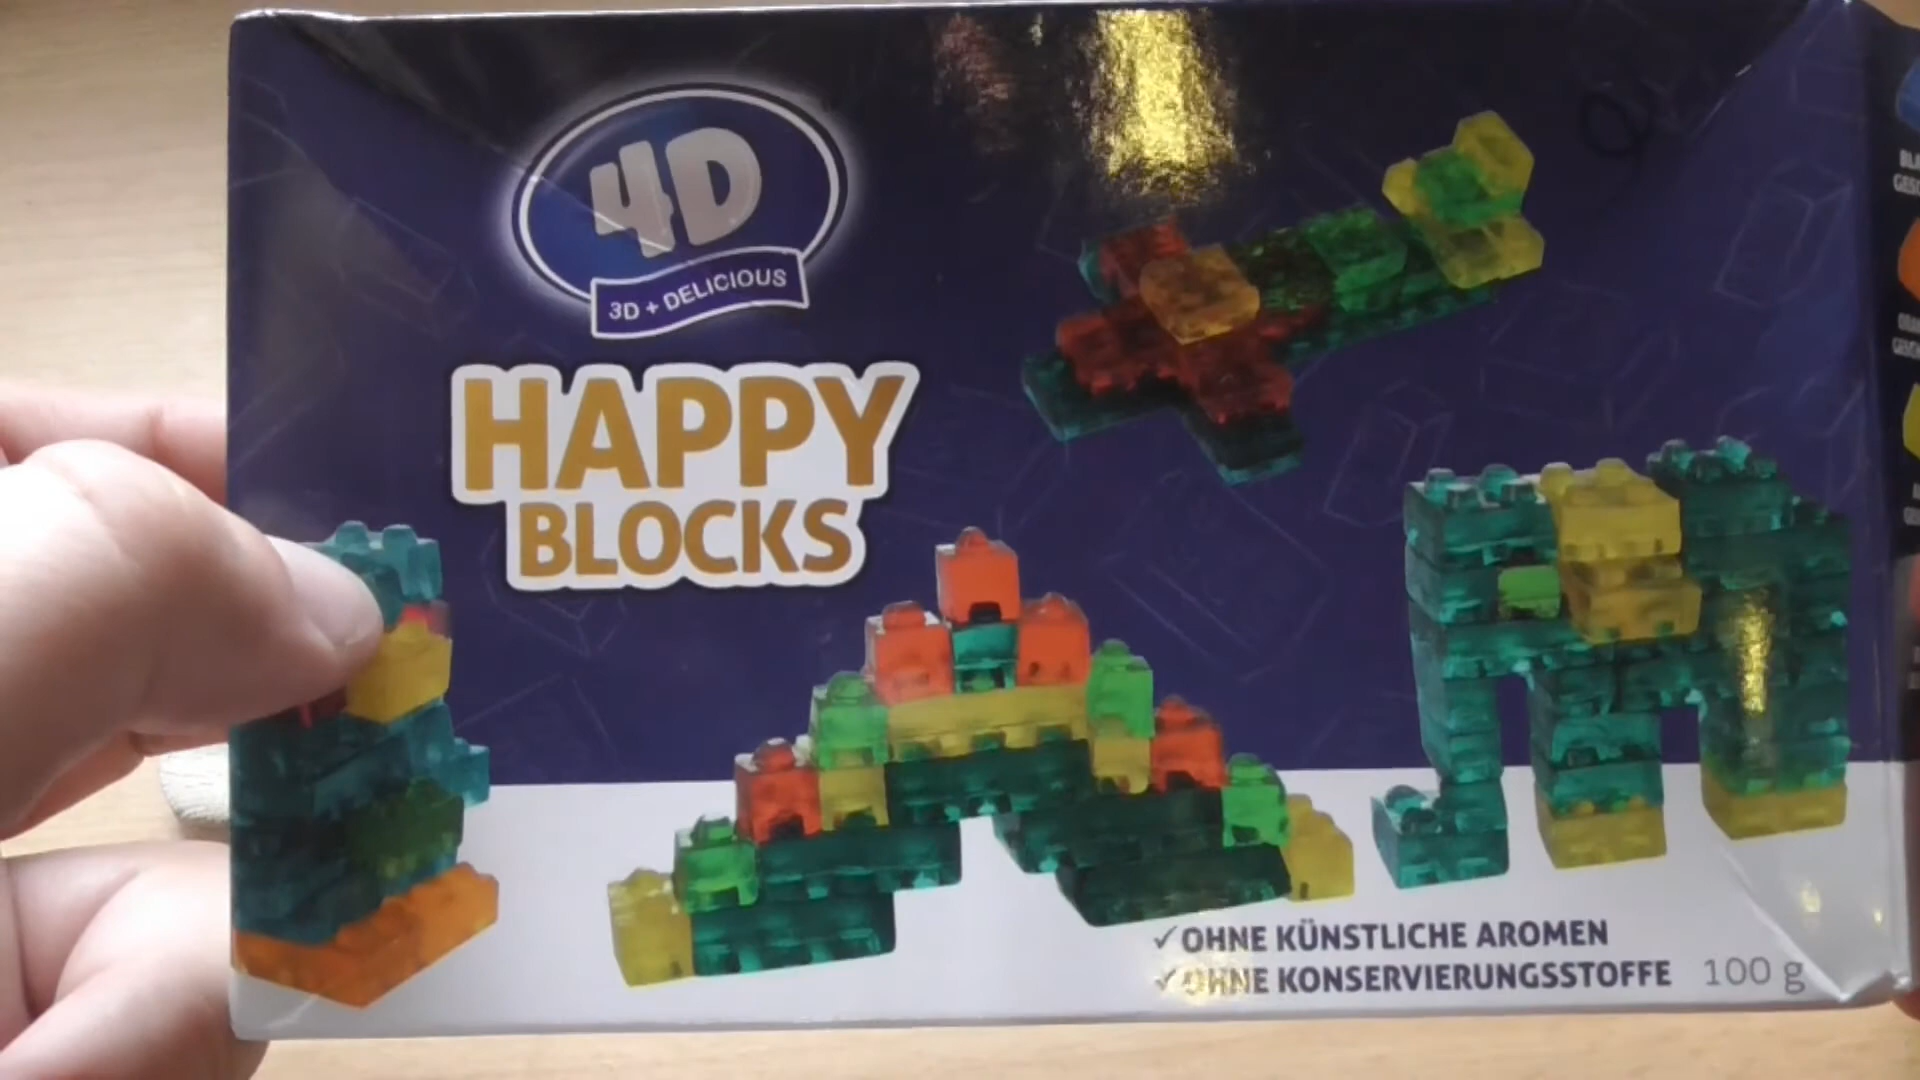 4D
3D + DELICIOUS
HAPPY
BLOCKS
✓OHNE KÜNSTLICHE AROMEN
✓OHNE KONSERVIERUNGSSTOFFE
100 g